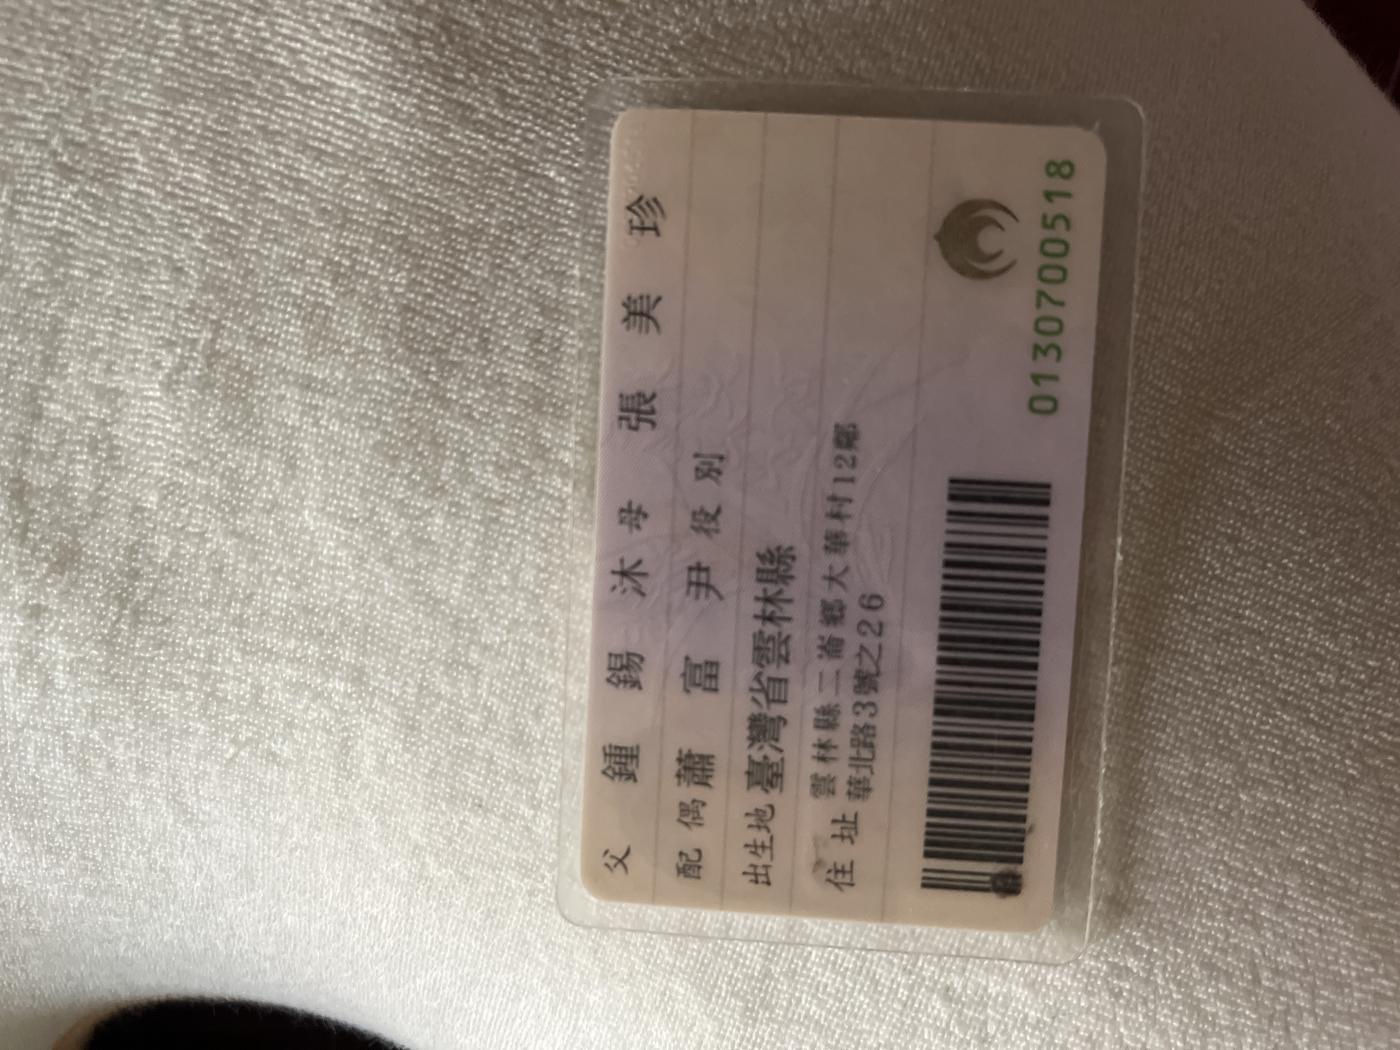 父 鍾 錫 沐 母 張 美 珍
配偶 蕭 富 尹 役別
出生地 臺灣省雲林縣
住址 雲林縣二崙鄉大華村12鄰
華北路3號之26
0130700518